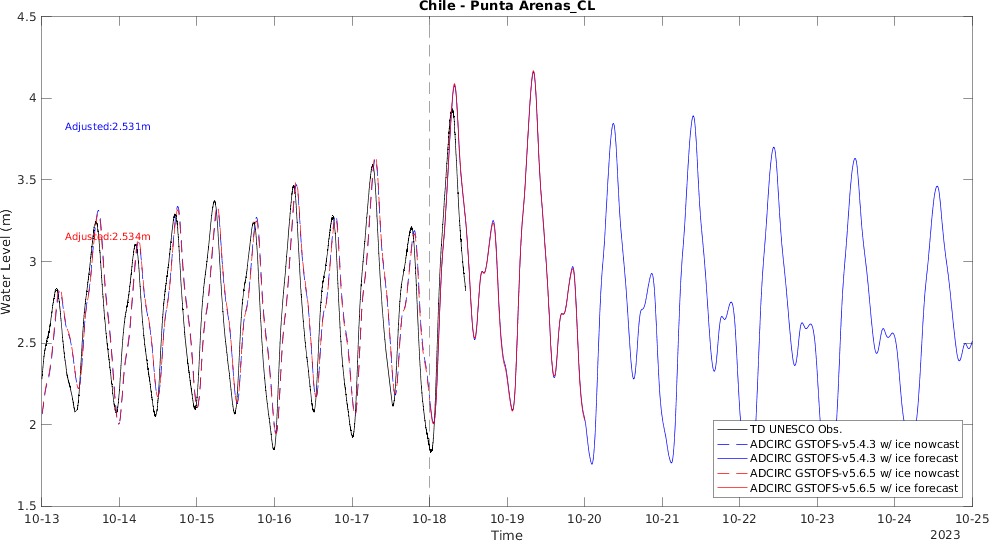 Chile - Punta Arenas_CL
4.5
4
3.5
3
2.5
2
1.5
Water Level (m)
Adjusted:2.531m
Adjusted:2.534m
TD UNESCO Obs.
ADCIRC GSTOFS-v5.4.3 w/ ice nowcast
ADCIRC GSTOFS-v5.4.3 w/ ice forecast
ADCIRC GSTOFS-v5.6.5 w/ ice nowcast
ADCIRC GSTOFS-v5.6.5 w/ ice forecast
10-13 10-14 10-15 10-16 10-17 10-18 10-19 10-20 10-21 10-22 10-23 10-24 10-25
Time
2023